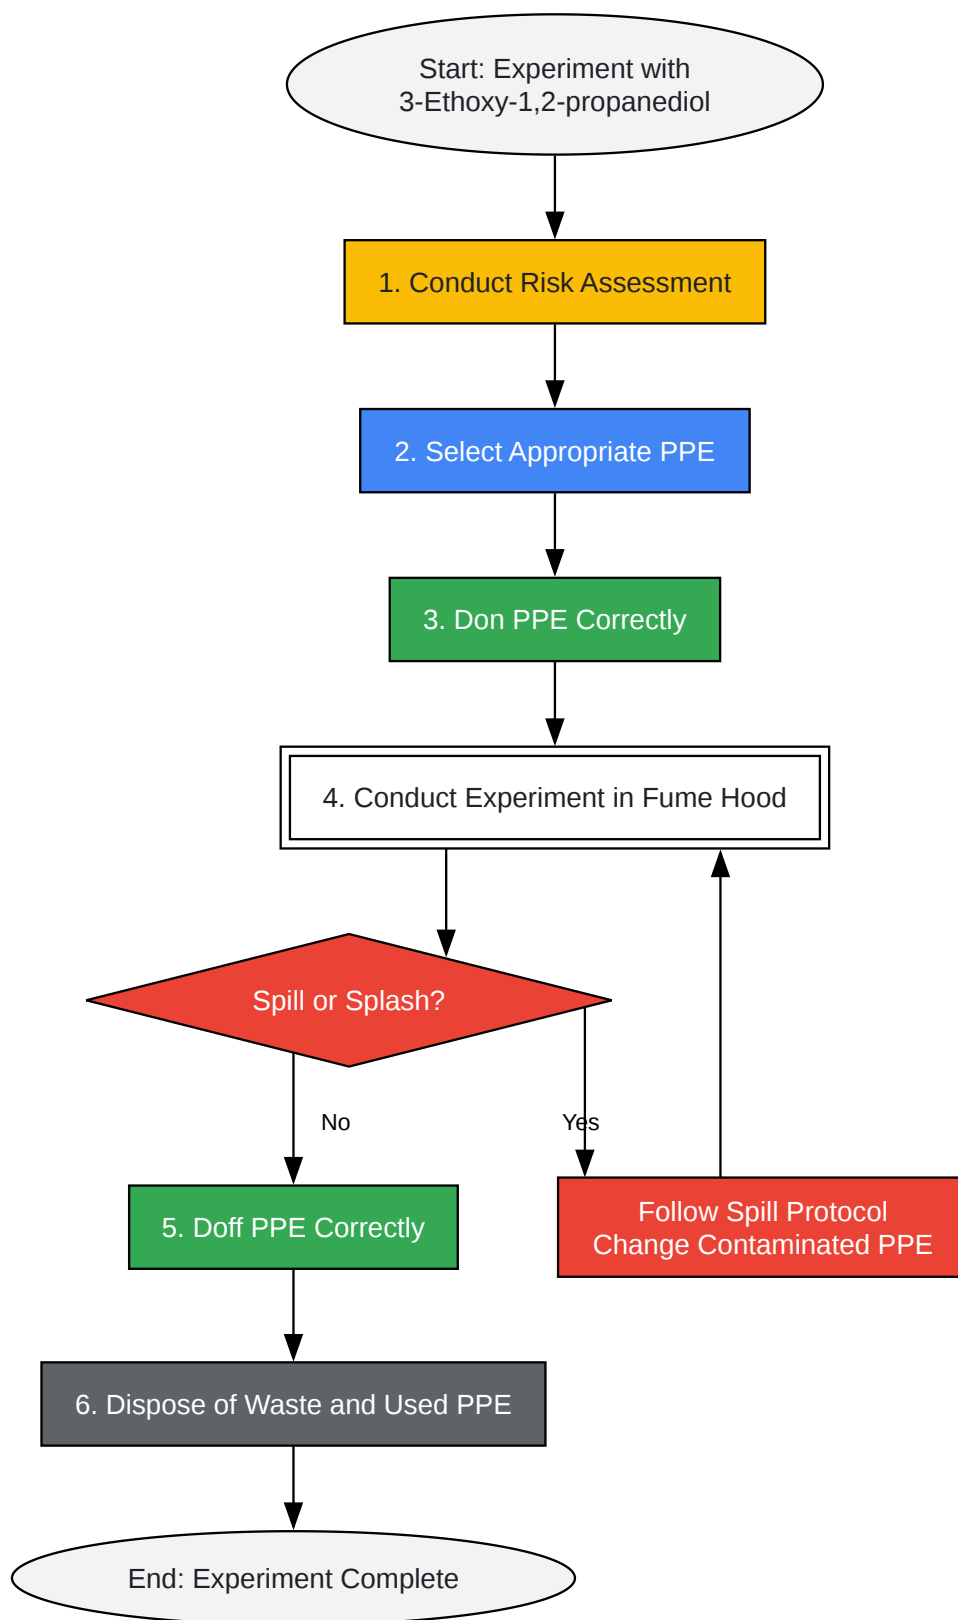 Start: Experiment with
3-Ethoxy-1,2-propanediol
1. Conduct Risk Assessment
2. Select Appropriate PPE
3. Don PPE Correctly
4. Conduct Experiment in Fume Hood
Spill or Splash?
No
Yes
5. Doff PPE Correctly
Follow Spill Protocol
Change Contaminated PPE
6. Dispose of Waste and Used PPE
End: Experiment Complete